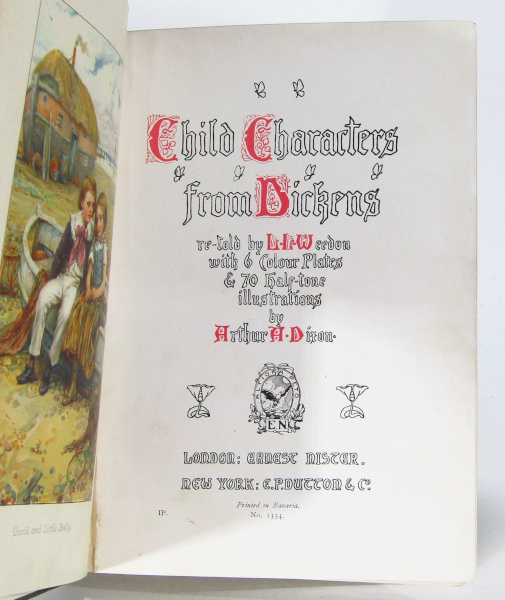 Child Characters
from Dickens
re-told by L.L. Weedon
with 6 Colour Plates
& 70 Half-tone
illustrations
by
Arthur A. Dixon.
E N
LONDON: ERNEST NISTER.
NEW YORK: E.P. DUTTON & Co.
Printed in Bavaria.
IP.
No. 1334.
David and Little Emily